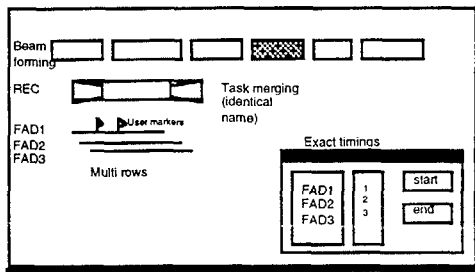 Beam
forming
REC
Task merging
(identical
name)
User markers
FAD1
FAD2
FAD3
Multi rows
Exact timings
FAD1
FAD2
FAD3
1
2
3
start
end